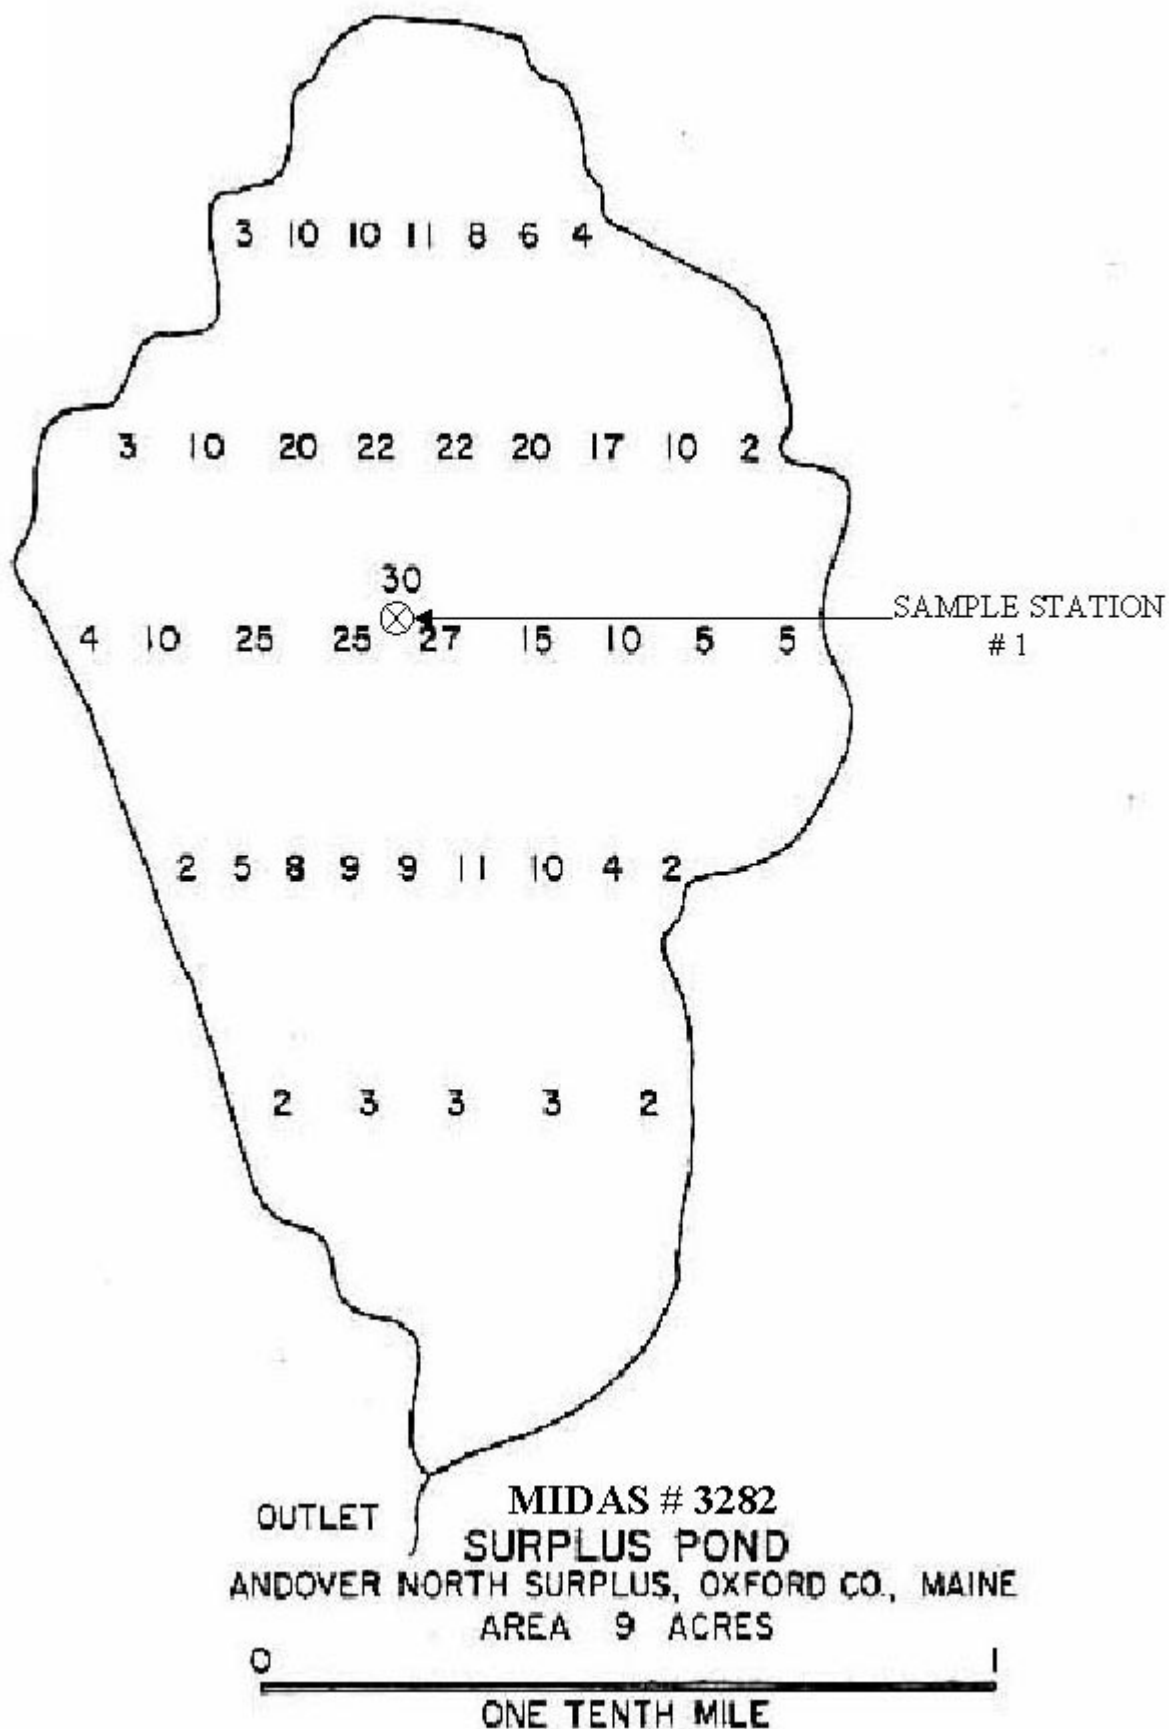 3 10 10 11 8 6 4
3 10 20 22 22 20 17 10 2
30
SAMPLE STATION
# 1
4 10 25 25 27 15 10 5 5
2 5 8 9 9 11 10 4 2
2 3 3 3 2
OUTLET
MIDAS # 3282
SURPLUS POND
ANDOVER NORTH SURPLUS, OXFORD CO., MAINE
AREA 9 ACRES
0 1
ONE TENTH MILE